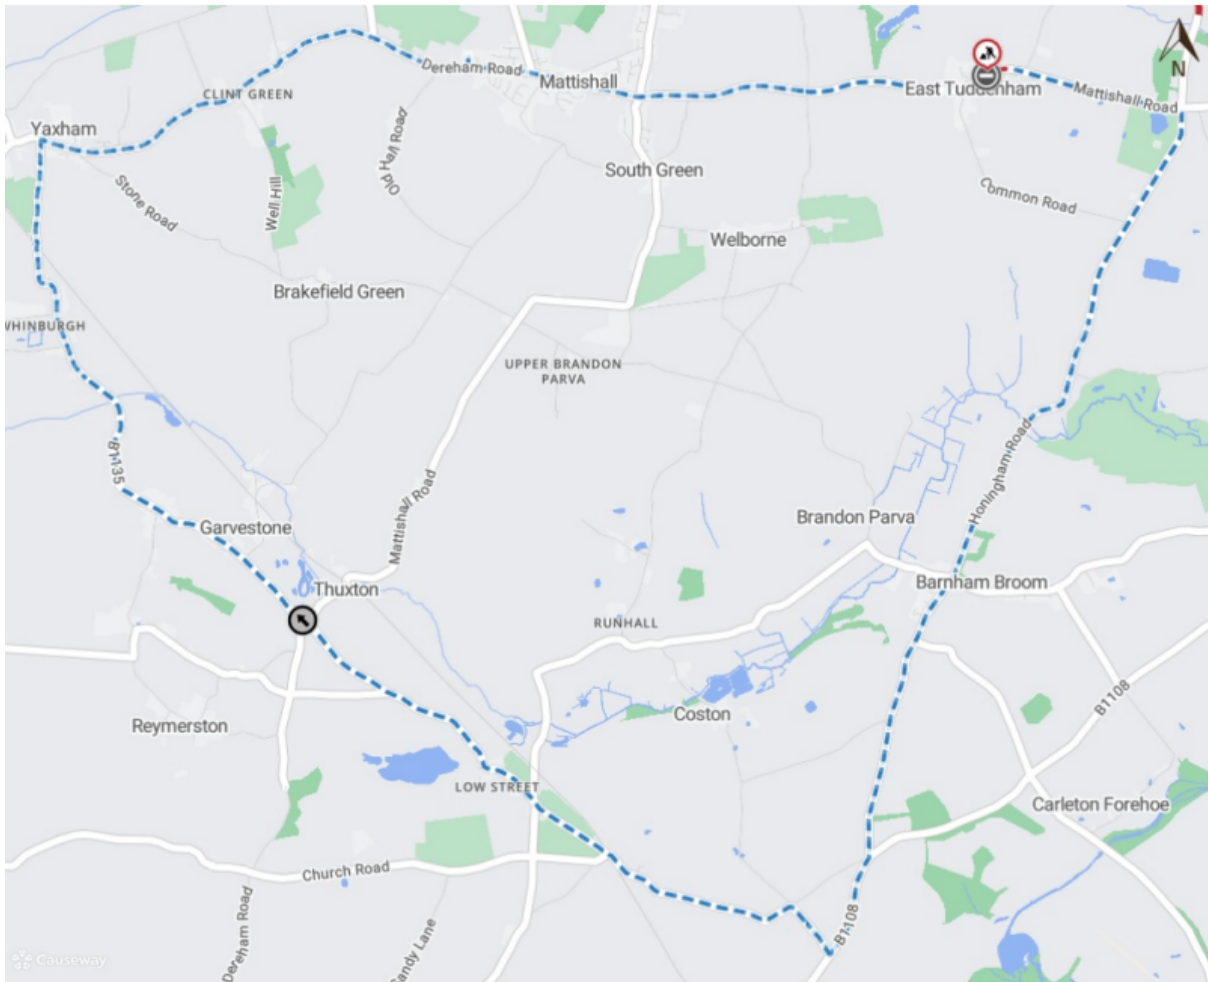 N
Dereham Road
Mattishall
CLINT GREEN
East Tuddenham
Mattishall Road
Yaxham
Old Hall Road
South Green
Stone Road
Well Hill
Common Road
Welborne
Brakefield Green
WHINBURGH
UPPER BRANDON
PARVA
B1135
Honingham Road
Mattishall Road
Garvestone
Brandon Parva
Thuxton
Barnham Broom
RUNHALL
Reymerston
Coston
B1108
LOW STREET
Carleton Forehoe
Church Road
Dereham Road
Sandy Lane
B1108
Causeway